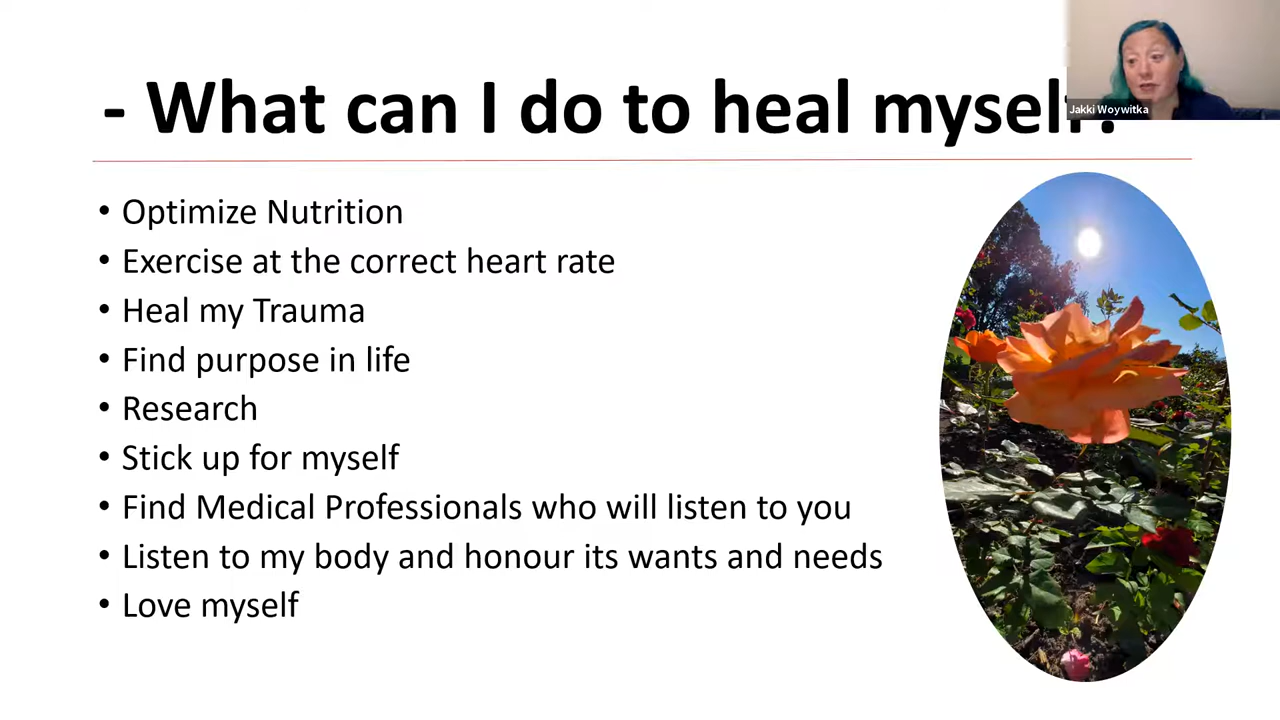 - What can I do to heal myself?
Jakki Woywitka
• Optimize Nutrition
• Exercise at the correct heart rate
• Heal my Trauma
• Find purpose in life
• Research
• Stick up for myself
• Find Medical Professionals who will listen to you
• Listen to my body and honour its wants and needs
• Love myself